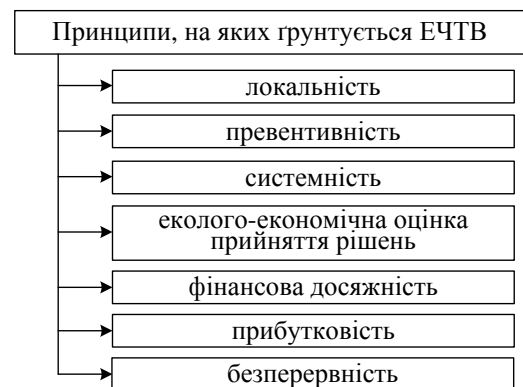 Принципи, на яких ґрунтується ЕЧТВ
локальність
превентивність
системність
еколого-економічна оцінка
прийняття рішень
фінансова досяжність
прибутковість
безперервність